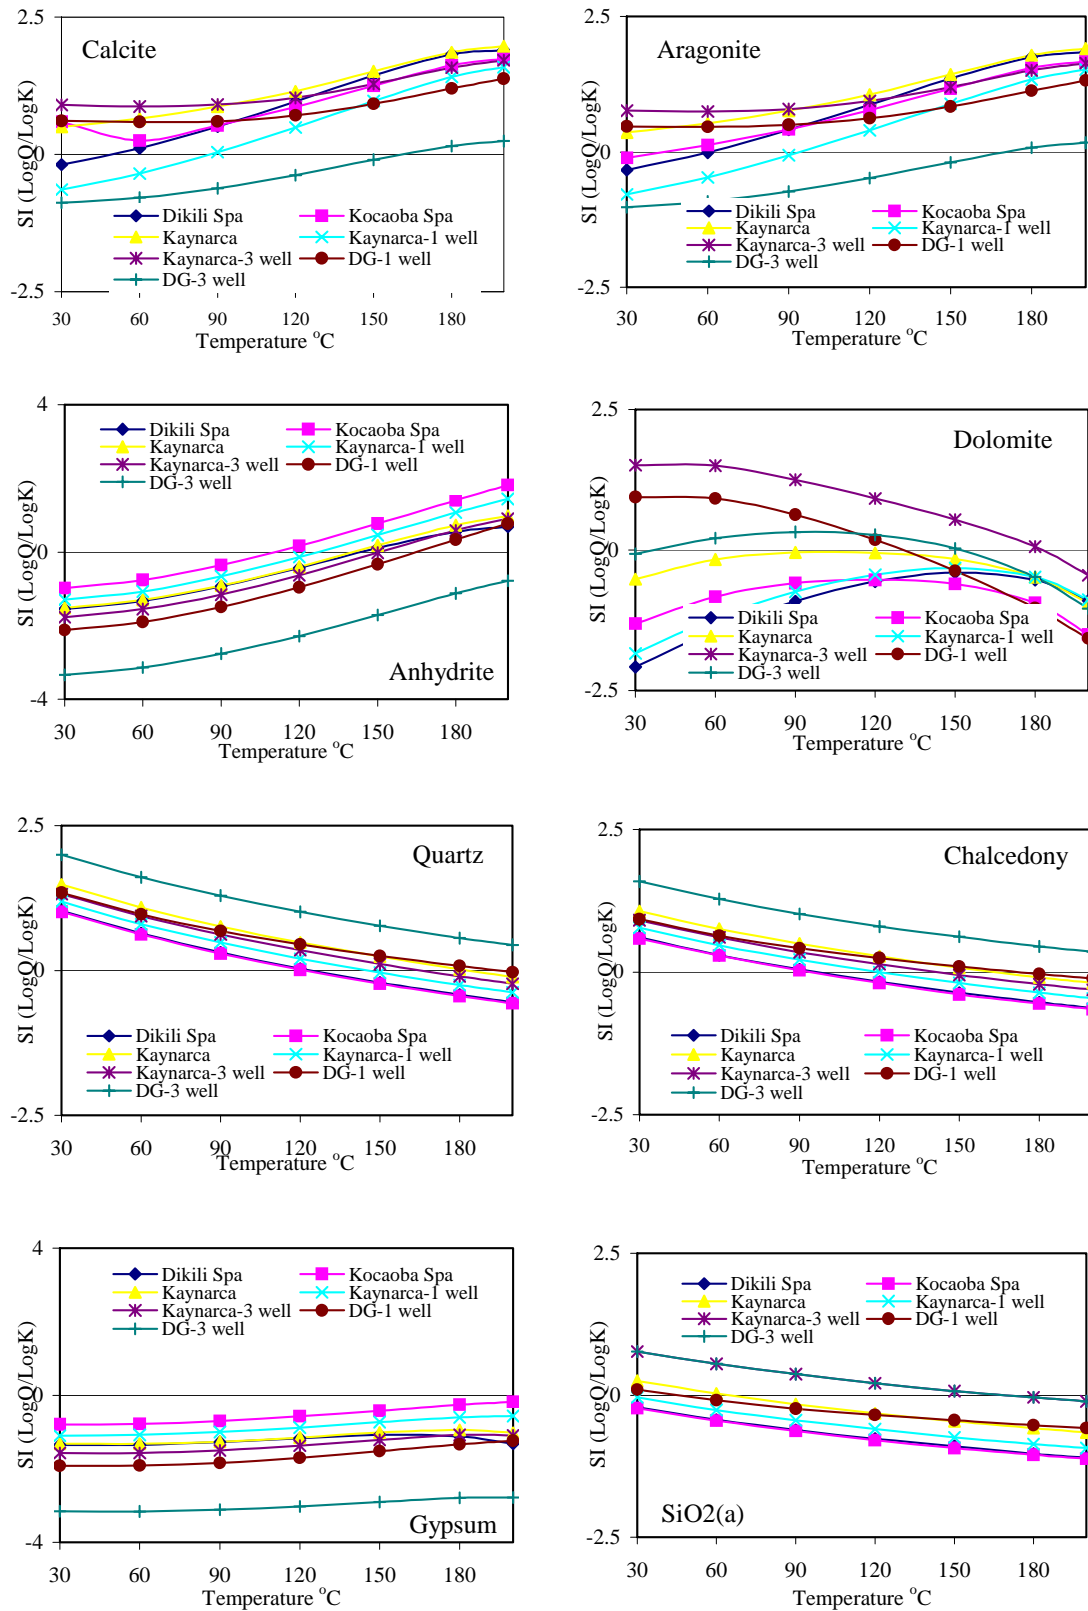 2.5
Calcite
SI (LogQ/LogK)
0
Dikili Spa
Kocaoba Spa
Kaynarca
Kaynarca-1 well
Kaynarca-3 well
DG-1 well
DG-3 well
-2.5
30 60 90 120 150 180
Temperature °C
2.5
Aragonite
SI (LogQ/LogK)
0
Dikili Spa
Kocaoba Spa
Kaynarca
Kaynarca-1 well
Kaynarca-3 well
DG-1 well
DG-3 well
-2.5
30 60 90 120 150 180
Temperature °C
4
Dikili Spa
Kocaoba Spa
Kaynarca
Kaynarca-1 well
Kaynarca-3 well
DG-1 well
DG-3 well
SI (LogQ/LogK)
0
Anhydrite
-4
30 60 90 120 150 180
Temperature °C
2.5
Dolomite
SI (LogQ/LogK)
0
Dikili Spa
Kocaoba Spa
Kaynarca
Kaynarca-1 well
Kaynarca-3 well
DG-1 well
DG-3 well
-2.5
30 60 90 120 150 180
Temperature °C
2.5
Quartz
SI (LogQ/LogK)
0
Dikili Spa
Kocaoba Spa
Kaynarca
Kaynarca-1 well
Kaynarca-3 well
DG-1 well
DG-3 well
-2.5
30 60 90 120 150 180
Temperature °C
2.5
Chalcedony
SI (LogQ/LogK)
0
Dikili Spa
Kocaoba Spa
Kaynarca
Kaynarca-1 well
Kaynarca-3 well
DG-1 well
DG-3 well
-2.5
30 60 90 120 150 180
Temperature °C
4
Dikili Spa
Kocaoba Spa
Kaynarca
Kaynarca-1 well
Kaynarca-3 well
DG-1 well
DG-3 well
SI (LogQ/LogK)
0
Gypsum
-4
30 60 90 120 150 180
Temperature °C
2.5
Dikili Spa
Kocaoba Spa
Kaynarca
Kaynarca-1 well
Kaynarca-3 well
DG-1 well
DG-3 well
SI (LogQ/LogK)
0
SiO2(a)
-2.5
30 60 90 120 150 180
Temperature °C